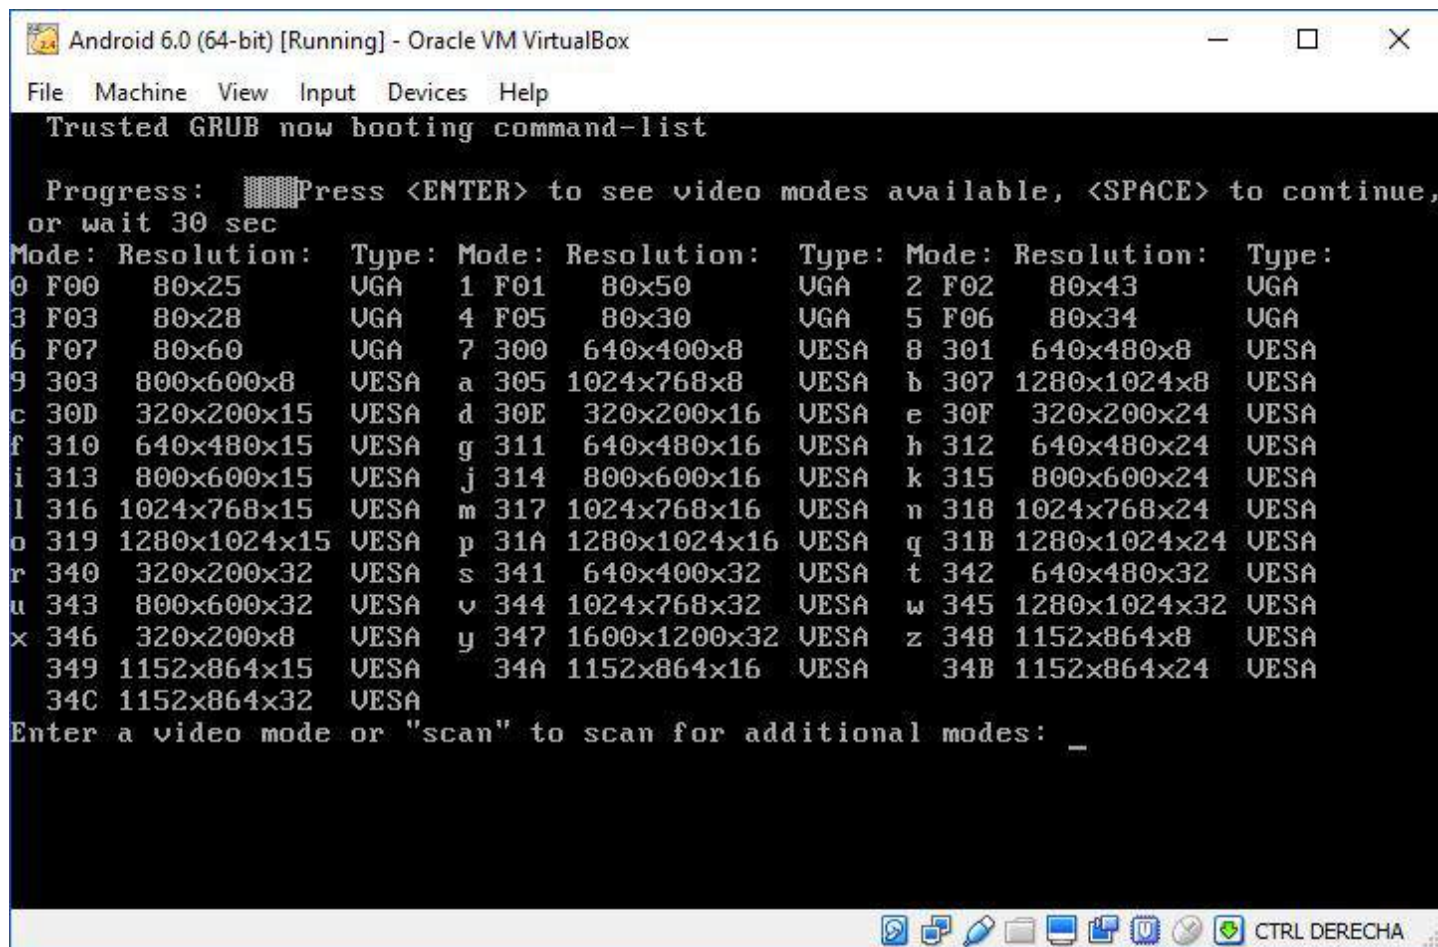 Android 6.0 (64-bit) [Running] - Oracle VM VirtualBox
File Machine View Input Devices Help
Trusted GRUB now booting command-list
Progress: ▒▒▒Press <ENTER> to see video modes available, <SPACE> to continue,
or wait 30 sec
Mode: Resolution: Type: Mode: Resolution: Type: Mode: Resolution: Type:
0 F00 80x25 VGA 1 F01 80x50 VGA 2 F02 80x43 VGA
3 F03 80x28 VGA 4 F05 80x30 VGA 5 F06 80x34 VGA
6 F07 80x60 VGA 7 300 640x400x8 VESA 8 301 640x480x8 VESA
9 303 800x600x8 VESA a 305 1024x768x8 VESA b 307 1280x1024x8 VESA
c 30D 320x200x15 VESA d 30E 320x200x16 VESA e 30F 320x200x24 VESA
f 310 640x480x15 VESA g 311 640x480x16 VESA h 312 640x480x24 VESA
i 313 800x600x15 VESA j 314 800x600x16 VESA k 315 800x600x24 VESA
l 316 1024x768x15 VESA m 317 1024x768x16 VESA n 318 1024x768x24 VESA
o 319 1280x1024x15 VESA p 31A 1280x1024x16 VESA q 31B 1280x1024x24 VESA
r 340 320x200x32 VESA s 341 640x400x32 VESA t 342 640x480x32 VESA
u 343 800x600x32 VESA v 344 1024x768x32 VESA w 345 1280x1024x32 VESA
x 346 320x200x8 VESA y 347 1600x1200x32 VESA z 348 1152x864x8 VESA
349 1152x864x15 VESA 34A 1152x864x16 VESA 34B 1152x864x24 VESA
34C 1152x864x32 VESA
Enter a video mode or "scan" to scan for additional modes: _
CTRL DERECHA